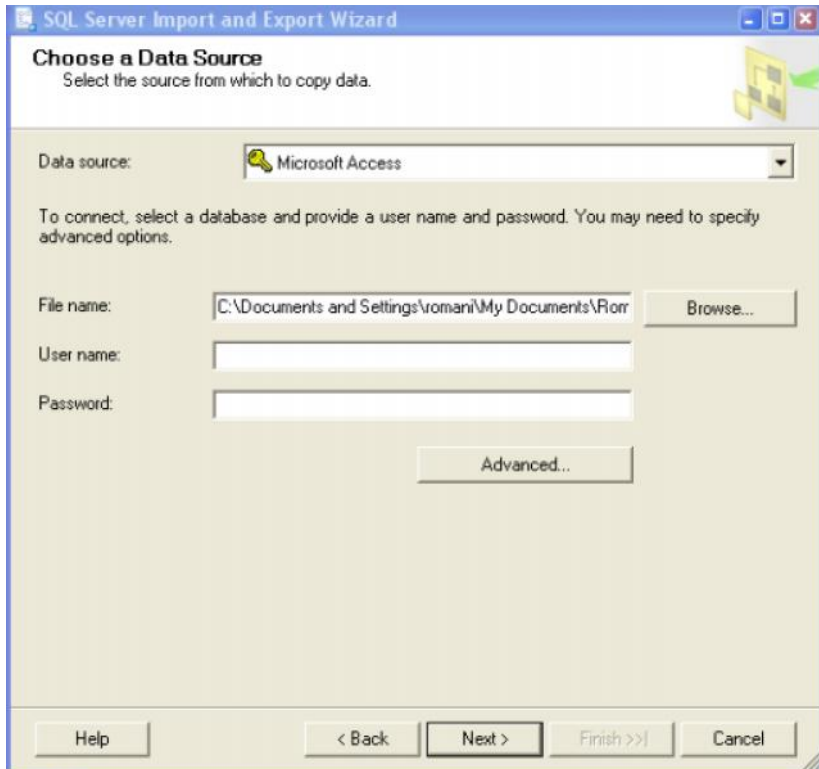 SQL Server Import and Export Wizard
Choose a Data Source
Select the source from which to copy data.
Data source:
Microsoft Access
To connect, select a database and provide a user name and password. You may need to specify
advanced options.
File name:
C:\Documents and Settings\romani\My Documents\Rom
Browse...
User name:
Password:
Advanced...
Help
< Back
Next >
Finish >>|
Cancel